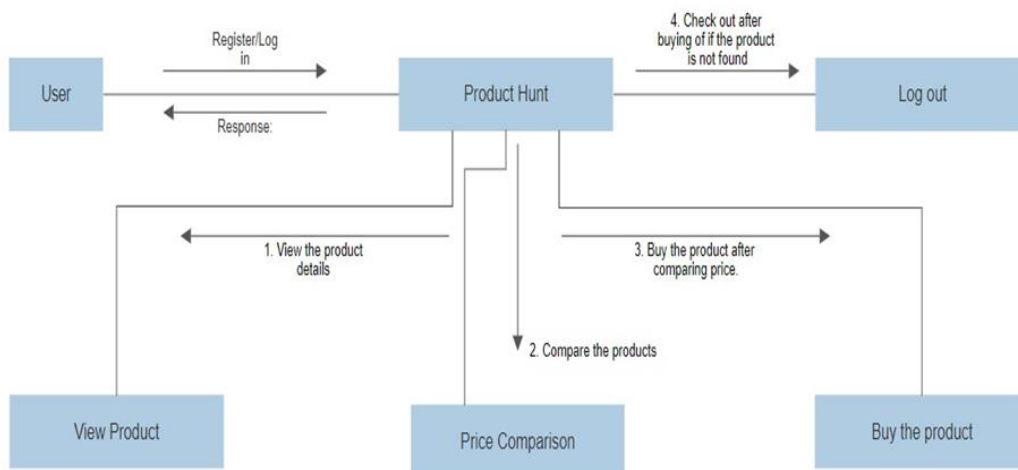 4. Check out after
buying of if the product
is not found
Register/Log
in
User
Product Hunt
Log out
Response:
1. View the product
details
3. Buy the product after
comparing price.
2. Compare the products
View Product
Price Comparison
Buy the product